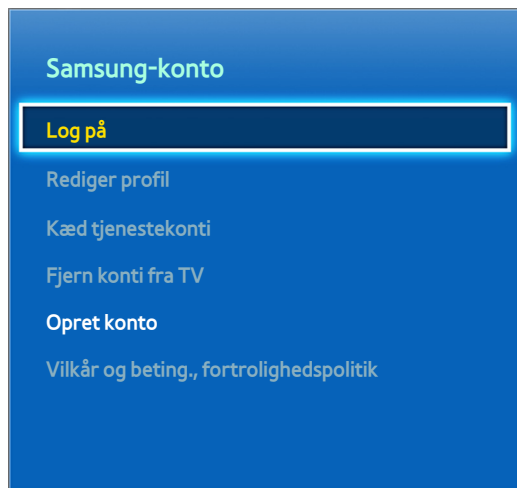 Samsung-konto
Log på
Rediger profil
Kæd tjenestekonti
Fjern konti fra TV
Opret konto
Vilkår og beting., fortrolighedspolitik